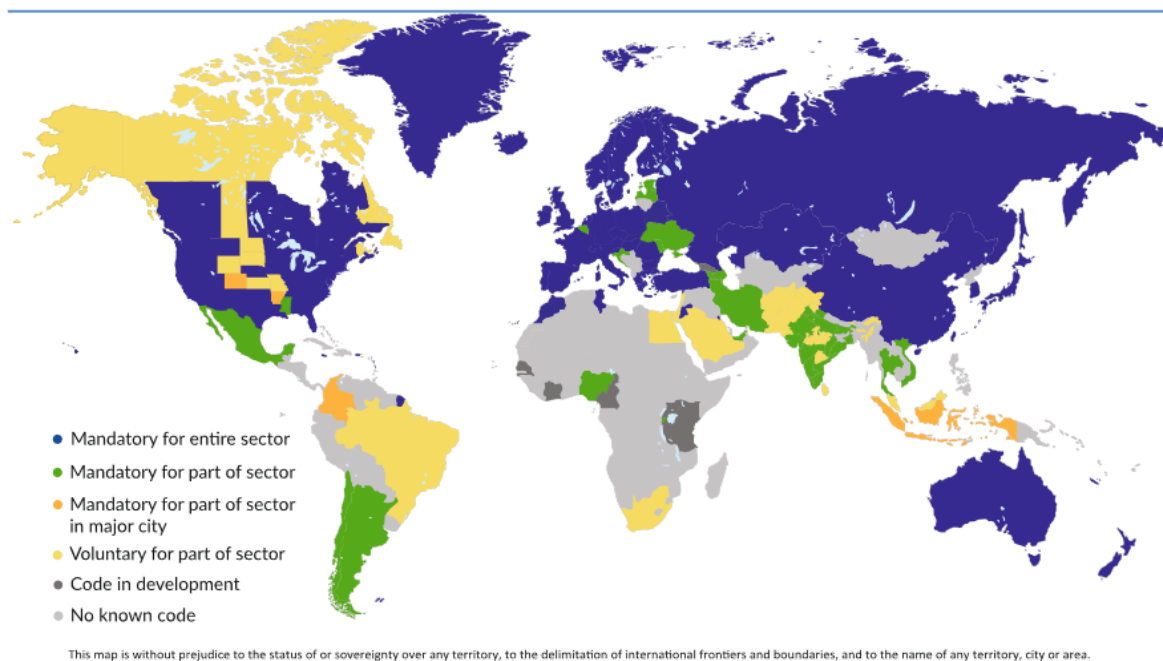 Mandatory for entire sector
Mandatory for part of sector
Mandatory for part of sector
in major city
Voluntary for part of sector
Code in development
No known code
This map is without prejudice to the status of or sovereignty over any territory, to the delimitation of international frontiers and boundaries, and to the name of any territory, city or area.